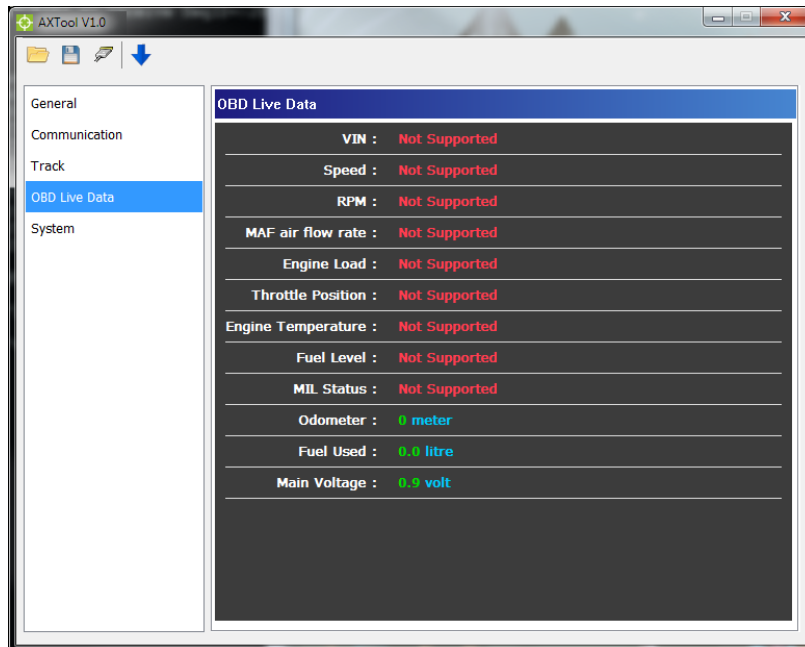 AXTool V1.0
General
Communication
Track
OBD Live Data
System
OBD Live Data
VIN : Not Supported
Speed : Not Supported
RPM : Not Supported
MAF air flow rate : Not Supported
Engine Load : Not Supported
Throttle Position : Not Supported
Engine Temperature : Not Supported
Fuel Level : Not Supported
MIL Status : Not Supported
Odometer : 0 meter
Fuel Used : 0.0 litre
Main Voltage : 0.9 volt